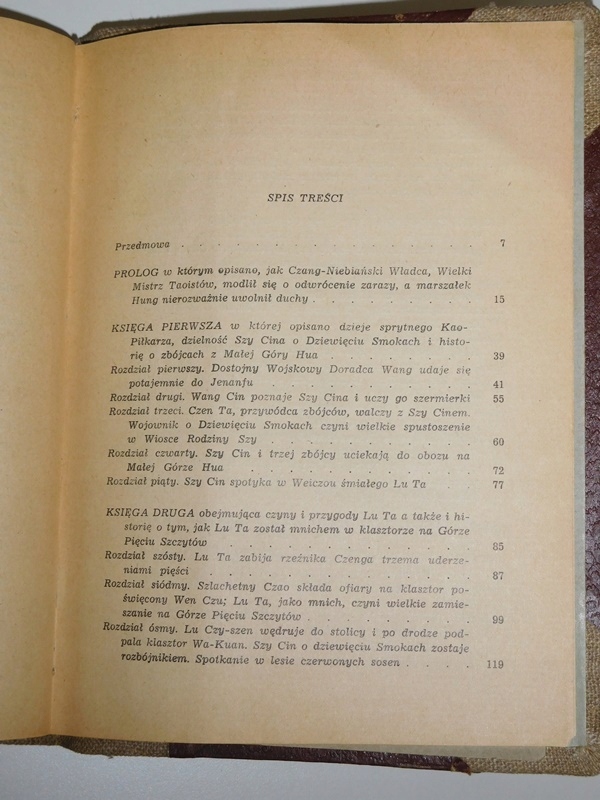 SPIS TREŚCI
Przedmowa . . . . . . . . . . . . . . . . . 7
PROLOG w którym opisano, jak Czang-Niebiański Władca, Wielki
Mistrz Taoistów, modlił się o odwrócenie zarazy, a marszałek
Hung nierozważnie uwolnił duchy . . . . . . . . . . 15
KSIĘGA PIERWSZA w której opisano dzieje sprytnego Kao-
Piłkarza, dzielność Szy Cina o Dziewięciu Smokach i histo-
rię o zbójcach z Małej Góry Hua . . . . . . . . 39
Rozdział pierwszy. Dostojny Wojskowy Doradca Wang udaje się
potajemnie do Jenanfu . . . . . . . . . . . . 41
Rozdział drugi. Wang Cin poznaje Szy Cina i uczy go szermierki 55
Rozdział trzeci. Czen Ta, przywódca zbójców, walczy z Szy Cinem.
Wojownik o Dziewięciu Smokach czyni wielkie spustoszenie
w Wiosce Rodziny Szy . . . . . . . . . . . 60
Rozdział czwarty. Szy Cin i trzej zbójcy uciekają do obozu na
Małej Górze Hua . . . . . . . . . . . . . 72
Rozdział piąty. Szy Cin spotyka w Weiczou śmiałego Lu Ta . . 77
KSIĘGA DRUGA obejmująca czyny i przygody Lu Ta a także i hi-
storię o tym, jak Lu Ta został mnichem w klasztorze na Górze
Pięciu Szczytów . . . . . . . . . . . . . . 85
Rozdział szósty. Lu Ta zabija rzeźnika Czenga trzema uderze-
niami pięści . . . . . . . . . . . . . . . 87
Rozdział siódmy. Szlachetny Czao składa ofiary na klasztor po-
święcony Wen Czu; Lu Ta, jako mnich, czyni wielkie zamie-
szanie na Górze Pięciu Szczytów . . . . . . . . . 99
Rozdział ósmy. Lu Czy-szen wędruje do stolicy i po drodze pod-
pala klasztor Wa-Kuan. Szy Cin o dziewięciu Smokach zostaje
rozbójnikiem. Spotkanie w lesie czerwonych sosen . . . . 119